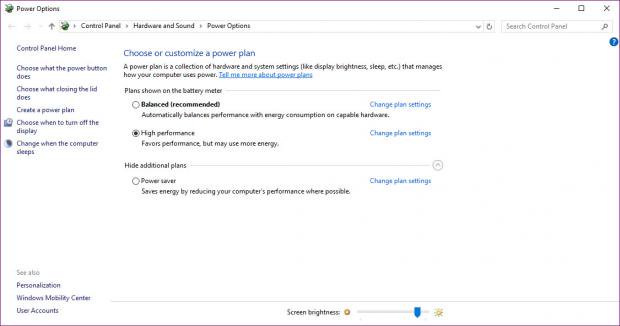 Power Options
Control Panel > Hardware and Sound > Power Options
Search Control Panel
Control Panel Home
Choose what the power button
does
Choose what closing the lid
does
Create a power plan
Choose when to turn off the
display
Change when the computer
sleeps
Choose or customize a power plan
A power plan is a collection of hardware and system settings (like display brightness, sleep, etc.) that manages
how your computer uses power. Tell me more about power plans
Plans shown on the battery meter
Balanced (recommended) Change plan settings
Automatically balances performance with energy consumption on capable hardware.
High performance Change plan settings
Favors performance, but may use more energy.
Hide additional plans
Power saver Change plan settings
Saves energy by reducing your computer's performance where possible.
See also
Personalization
Windows Mobility Center
User Accounts
Screen brightness: